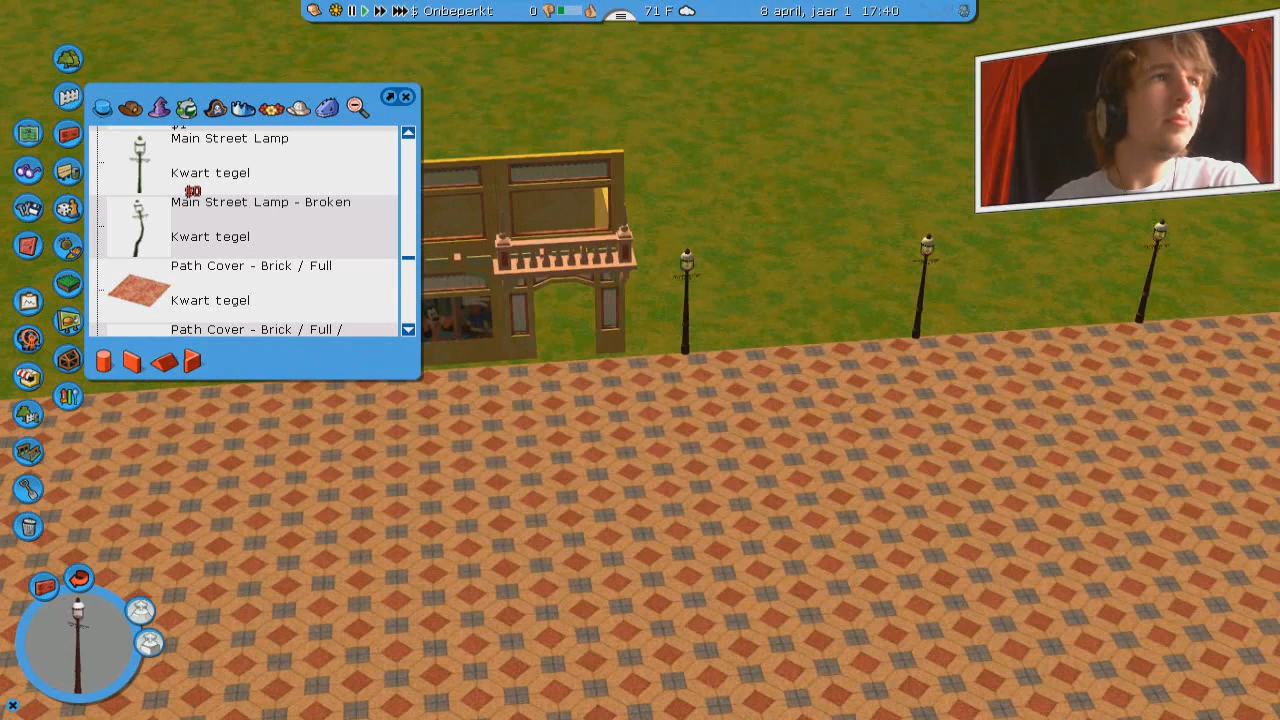 $ Onbeperkt 0 71 F 8 april, jaar 1 17:40
$1
Main Street Lamp
Kwart tegel
$0
Main Street Lamp - Broken
Kwart tegel
Path Cover - Brick / Full
Kwart tegel
Path Cover - Brick / Full /